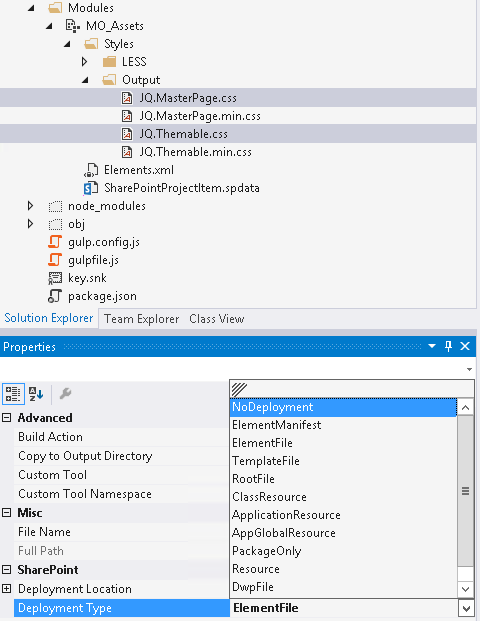 Modules
MO_Assets
Styles
LESS
Output
JQ.MasterPage.css
JQ.MasterPage.min.css
JQ.Themable.css
JQ.Themable.min.css
Elements.xml
SharePointProjectItem.spdata
node_modules
obj
gulp.config.js
gulpfile.js
key.snk
package.json
Solution Explorer Team Explorer Class View
Properties
Advanced
Build Action
Copy to Output Directory
Custom Tool
Custom Tool Namespace
Misc
File Name
Full Path
SharePoint
Deployment Location
Deployment Type
NoDeployment
ElementManifest
ElementFile
TemplateFile
RootFile
ClassResource
ApplicationResource
AppGlobalResource
PackageOnly
Resource
DwpFile
ElementFile